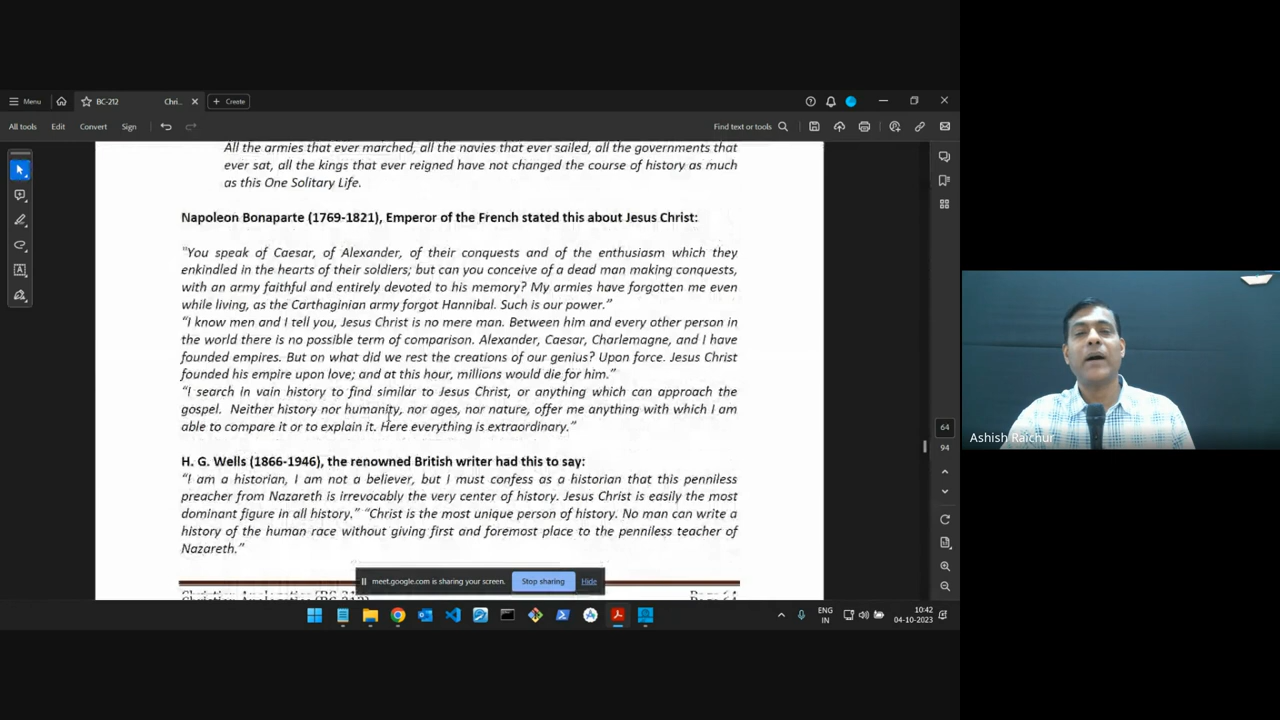 Menu
BC-212
Chri...
Create
All tools
Edit
Convert
Sign
Find text or tools
All the armies that ever marched, all the navies that ever sailed, all the governments that
ever sat, all the kings that ever reigned have not changed the course of history as much
as this One Solitary Life.
Napoleon Bonaparte (1769-1821), Emperor of the French stated this about Jesus Christ:
"You speak of Caesar, of Alexander, of their conquests and of the enthusiasm which they
enkindled in the hearts of their soldiers; but can you conceive of a dead man making conquests,
with an army faithful and entirely devoted to his memory? My armies have forgotten me even
while living, as the Carthaginian army forgot Hannibal. Such is our power.”
“I know men and I tell you, Jesus Christ is no mere man. Between him and every other person in
the world there is no possible term of comparison. Alexander, Caesar, Charlemagne, and I have
founded empires. But on what did we rest the creations of our genius? Upon force. Jesus Christ
founded his empire upon love; and at this hour, millions would die for him.”
“I search in vain history to find similar to Jesus Christ, or anything which can approach the
gospel. Neither history nor humanity, nor ages, nor nature, offer me anything with which I am
able to compare it or to explain it. Here everything is extraordinary.”
H. G. Wells (1866-1946), the renowned British writer had this to say:
“I am a historian, I am not a believer, but I must confess as a historian that this penniless
preacher from Nazareth is irrevocably the very center of history. Jesus Christ is easily the most
dominant figure in all history.” “Christ is the most unique person of history. No man can write a
history of the human race without giving first and foremost place to the penniless teacher of
Nazareth.”
Christian Apologetics (BC-212)
Page 64
64
94
meet.google.com is sharing your screen.
Stop sharing
Hide
ENG
IN
10:42
04-10-2023
Ashish Raichur